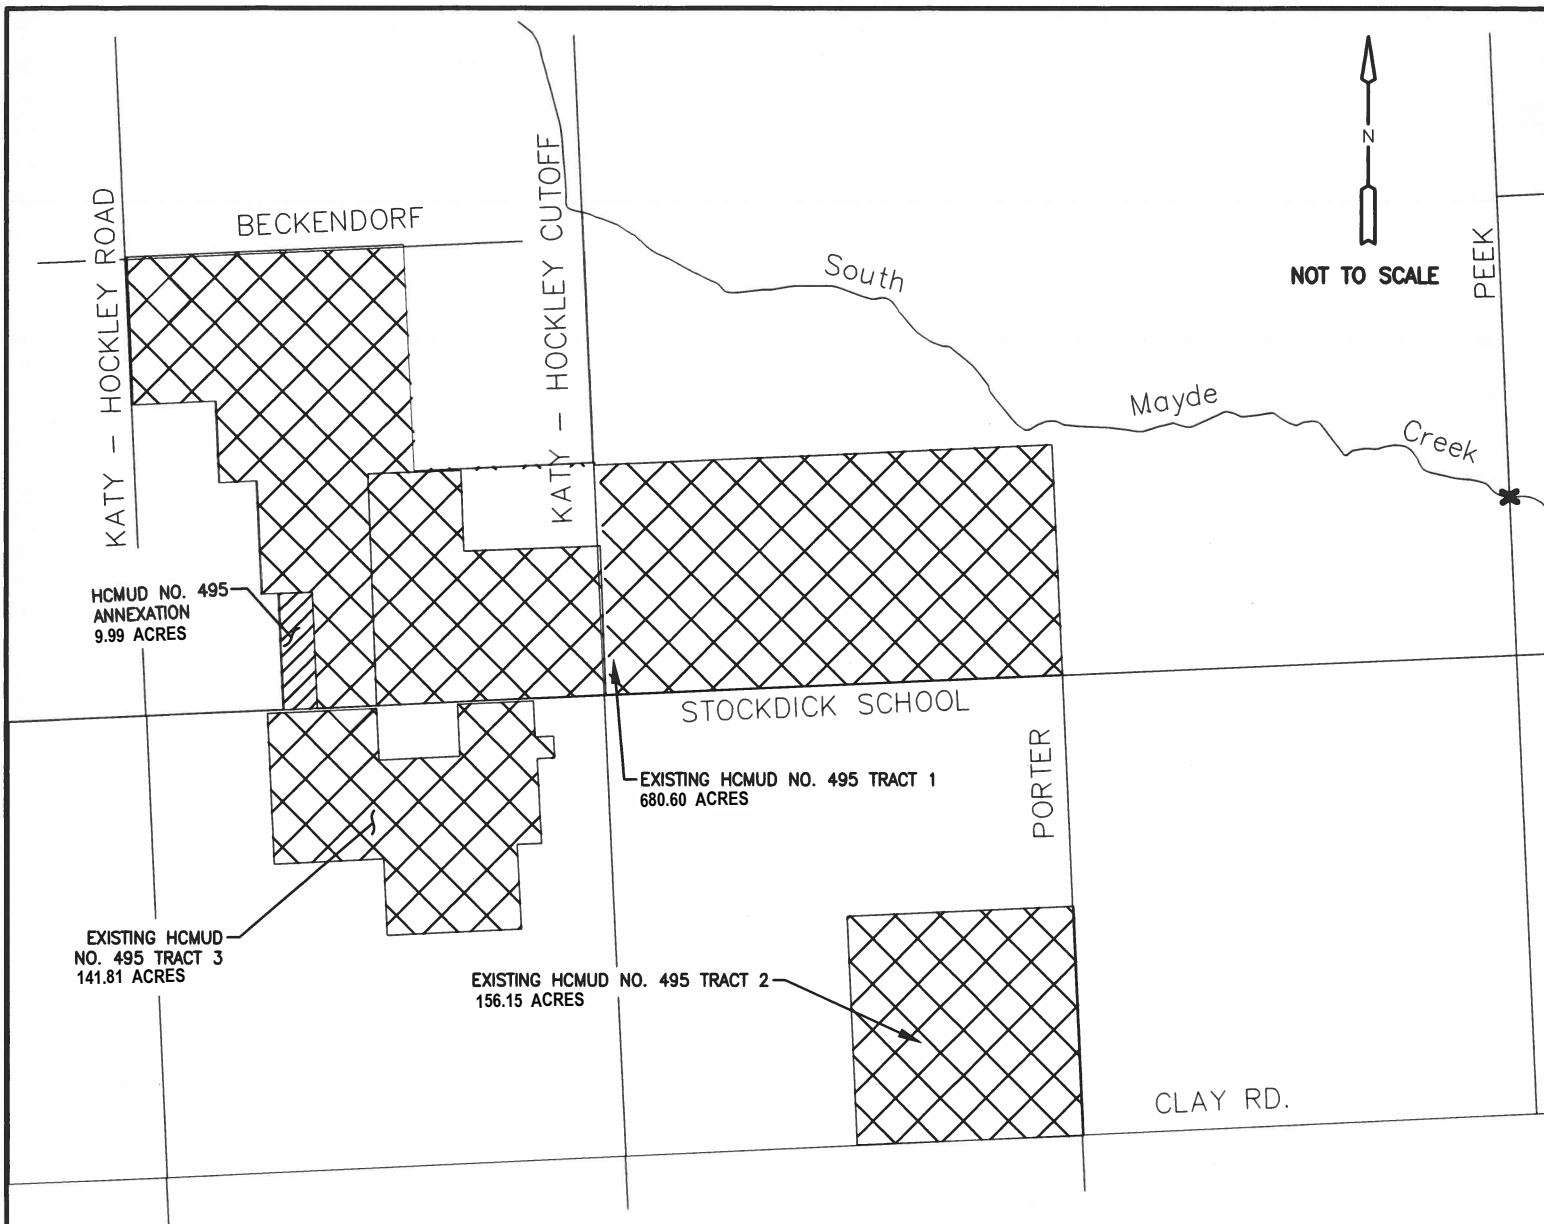 N
NOT TO SCALE
BECKENDORF
KATY - HOCKLEY ROAD
KATY - HOCKLEY CUTOFF
PEEK
South
Mayde
Creek
HCMUD NO. 495
ANNEXATION
9.99 ACRES
STOCKDICK SCHOOL
PORTER
EXISTING HCMUD NO. 495 TRACT 1
680.60 ACRES
EXISTING HCMUD
NO. 495 TRACT 3
141.81 ACRES
EXISTING HCMUD NO. 495 TRACT 2
156.15 ACRES
CLAY RD.